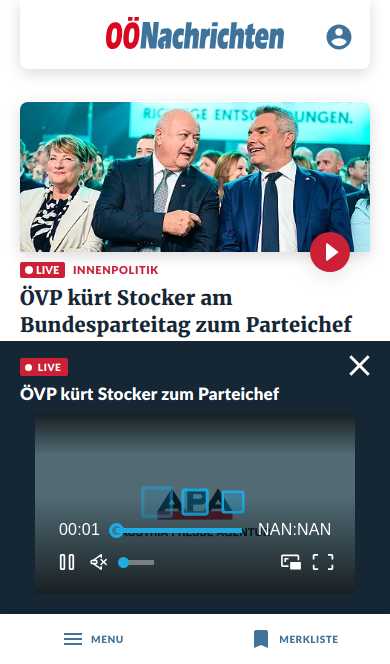 OÖNachrichten
RICHTIGE ENTSCHEIDUNGEN.
LIVE INNENPOLITIK
ÖVP kürt Stocker am
Bundesparteitag zum Parteichef
LIVE
ÖVP kürt Stocker zum Parteichef
APA
AUSTRIA PRESSE AGENTUR
00:01
NAN:NAN
MENU
MERKLISTE